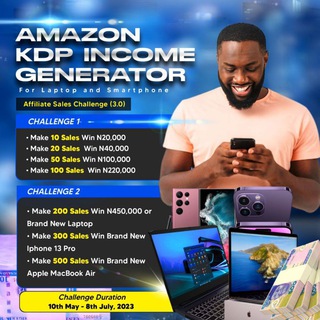 AMAZON
KDP INCOME
GENERATOR
For Laptop and Smartphone
Affiliate Sales Challenge (3.0)
CHALLENGE 1
• Make 10 Sales Win N20,000
• Make 20 Sales Win N40,000
• Make 50 Sales Win N100,000
• Make 100 Sales Win N220,000
CHALLENGE 2
• Make 200 Sales Win N450,000 or
Brand New Laptop
• Make 300 Sales Win Brand New
Iphone 13 Pro
• Make 500 Sales Win Brand New
Apple MacBook Air
Challenge Duration
10th May - 8th July, 2023